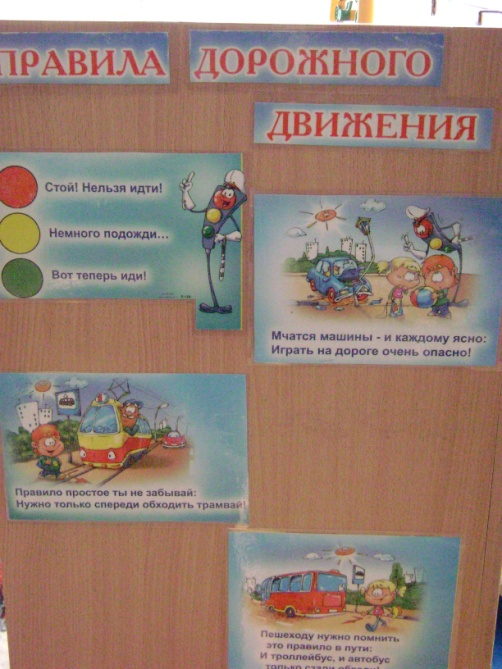 ПРАВИЛА ДОРОЖНОГО
ДВИЖЕНИЯ
Стой! Нельзя идти!
Немного подожди...
Вот теперь иди!
Мчатся машины - и каждому ясно:
Играть на дороге очень опасно!
Правило простое ты не забывай:
Нужно только спереди обходить трамвай!
Пешеходу нужно помнить
это правило в пути:
И троллейбус, и автобус
только сзади